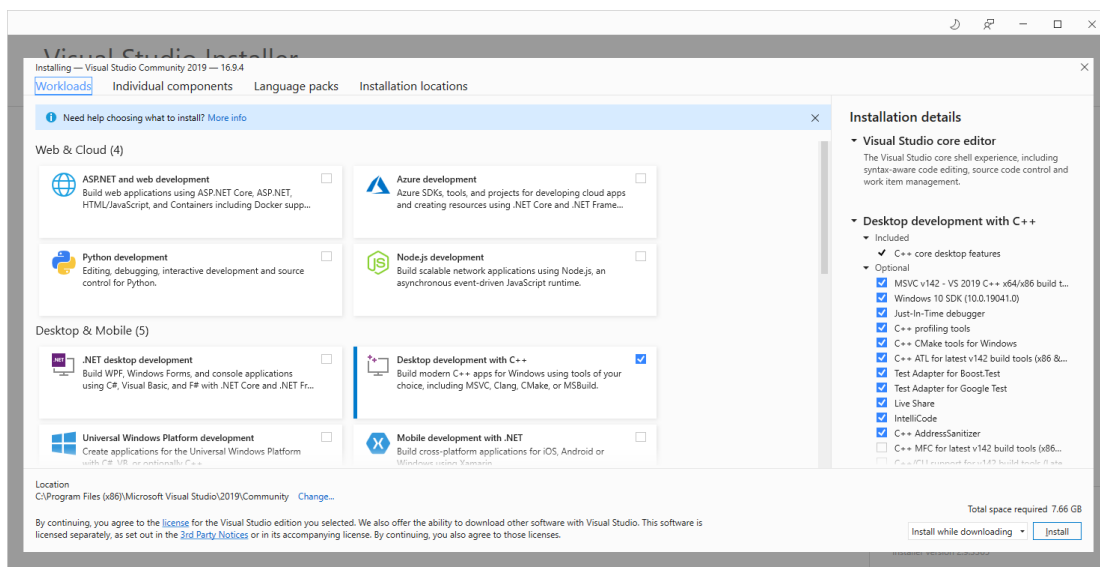 Visual Studio Installer
Installing — Visual Studio Community 2019 — 16.9.4
Workloads
Individual components
Language packs
Installation locations
Need help choosing what to install? More info
Web & Cloud (4)
ASP.NET and web development
Build web applications using ASP.NET Core, ASP.NET,
HTML/JavaScript, and Containers including Docker supp...
Azure development
Azure SDKs, tools, and projects for developing cloud apps
and creating resources using .NET Core and .NET Frame...
Python development
Editing, debugging, interactive development and source
control for Python.
Node.js development
Build scalable network applications using Node.js, an
asynchronous event-driven JavaScript runtime.
Desktop & Mobile (5)
.NET desktop development
Build WPF, Windows Forms, and console applications
using C#, Visual Basic, and F# with .NET Core and .NET Fr...
Desktop development with C++
Build modern C++ apps for Windows using tools of your
choice, including MSVC, Clang, CMake, or MSBuild.
Universal Windows Platform development
Create applications for the Universal Windows Platform
with C#, VB, or optionally C++.
Mobile development with .NET
Build cross-platform applications for iOS, Android or
Windows using Xamarin.
Installation details
Visual Studio core editor
The Visual Studio core shell experience, including
syntax-aware code editing, source code control and
work item management.
Desktop development with C++
Included
C++ core desktop features
Optional
MSVC v142 - VS 2019 C++ x64/x86 build t...
Windows 10 SDK (10.0.19041.0)
Just-In-Time debugger
C++ profiling tools
C++ CMake tools for Windows
C++ ATL for latest v142 build tools (x86 &...
Test Adapter for Boost.Test
Test Adapter for Google Test
Live Share
IntelliCode
C++ AddressSanitizer
C++ MFC for latest v142 build tools (x86...
C++/CLI support for v142 build tools (Late...
Location
C:\Program Files (x86)\Microsoft Visual Studio\2019\Community Change...
By continuing, you agree to the license for the Visual Studio edition you selected. We also offer the ability to download other software with Visual Studio. This software is
licensed separately, as set out in the 3rd Party Notices or in its accompanying license. By continuing, you also agree to those licenses.
Total space required 7.66 GB
Install while downloading
Install